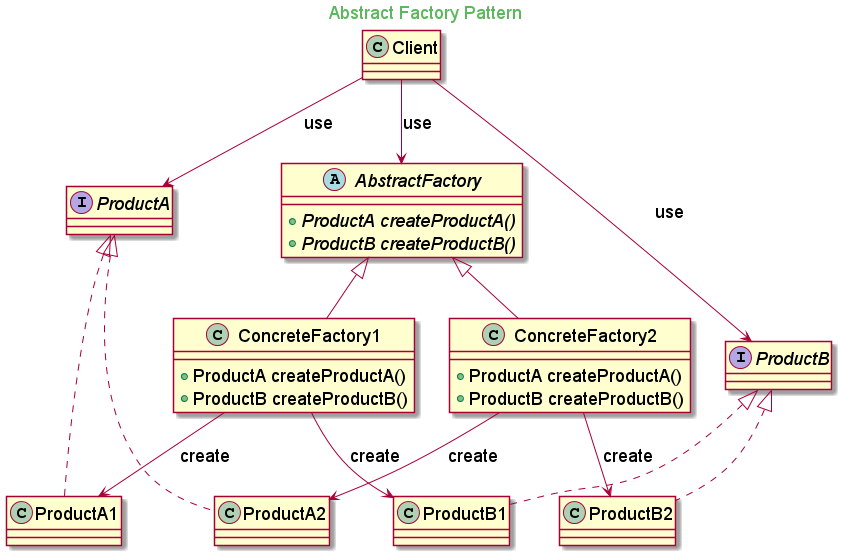 Abstract Factory Pattern
C Client
use
use
use
I ProductA
A AbstractFactory
ProductA createProductA()
ProductB createProductB()
C ConcreteFactory1
ProductA createProductA()
ProductB createProductB()
C ConcreteFactory2
ProductA createProductA()
ProductB createProductB()
I ProductB
create
create
create
create
C ProductA1
C ProductA2
C ProductB1
C ProductB2